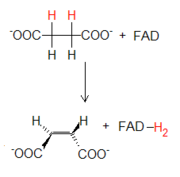 H H
⁻OOC COO⁻ + FAD
H H
H H
+ FAD–H₂
⁻OOC COO⁻